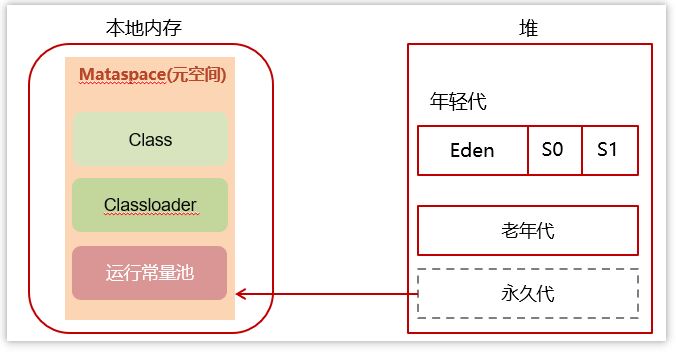 本地内存
堆
Mataspace(元空间)
Class
Classloader
运行常量池
年轻代
Eden
S0
S1
老年代
永久代